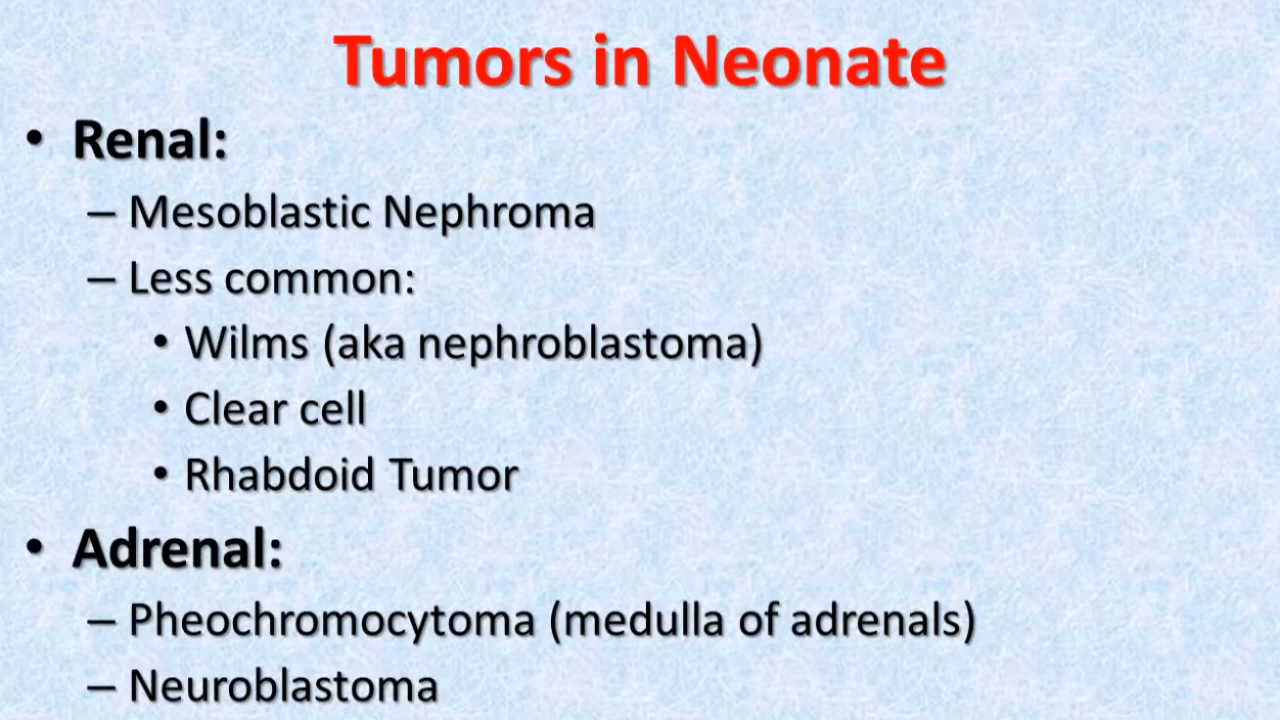 Tumors in Neonate
• Renal:
– Mesoblastic Nephroma
– Less common:
• Wilms (aka nephroblastoma)
• Clear cell
• Rhabdoid Tumor
• Adrenal:
– Pheochromocytoma (medulla of adrenals)
– Neuroblastoma